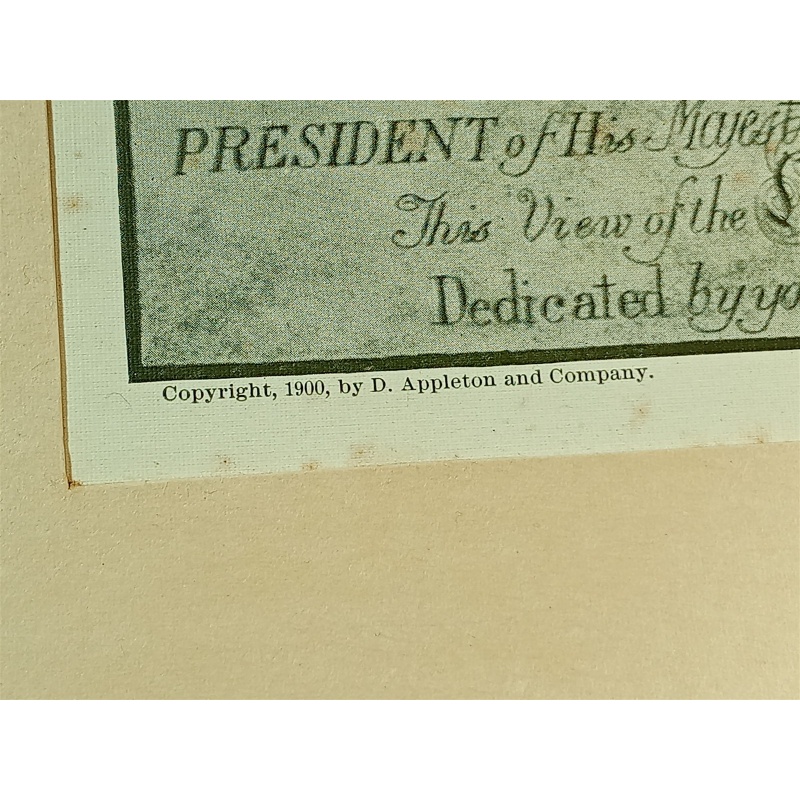 PRESIDENT of His Majest
This View of the
Dedicated by yo
Copyright, 1900, by D. Appleton and Company.